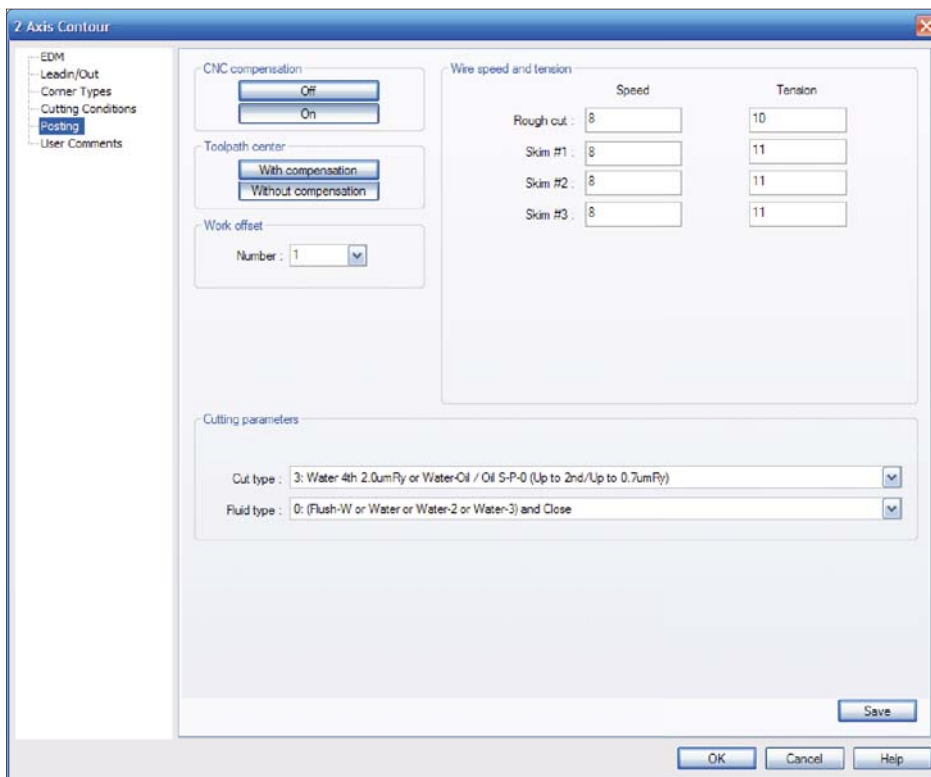 2 Axis Contour
EDM
Leadin/Out
Corner Types
Cutting Conditions
Posting
User Comments
CNC compensation
Off
On
Toolpath center
With compensation
Without compensation
Work offset
Number : 1
Wire speed and tension
Speed Tension
Rough cut : 8 10
Skim #1 : 8 11
Skim #2 : 8 11
Skim #3 : 8 11
Cutting parameters
Cut type : 3: Water 4th 2.0umRy or Water-Oil / Oil S-P-0 (Up to 2nd/Up to 0.7umRy)
Fluid type : 0: (Flush-W or Water or Water-2 or Water-3) and Close
Save
OK Cancel Help